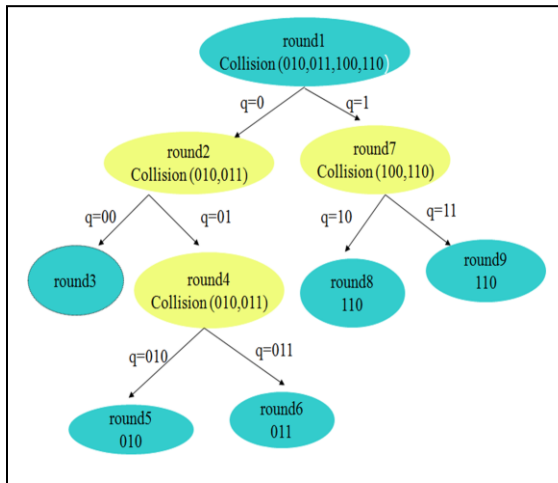 round1
Collision (010,011,100,110)
q=0
q=1
round2
Collision (010,011)
round7
Collision (100,110)
q=00
q=01
q=10
q=11
round3
round4
Collision (010,011)
round8
110
round9
110
q=010
q=011
round5
010
round6
011